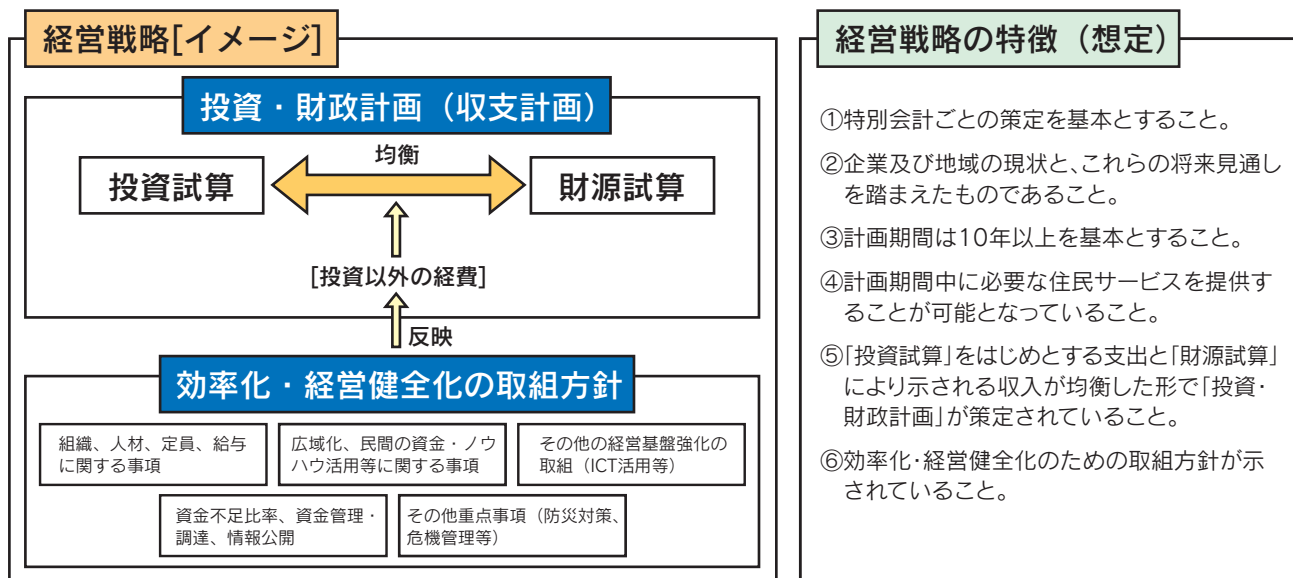 経営戦略[イメージ]
投資・財政計画（収支計画）
均衡
投資試算
財源試算
[投資以外の経費]
反映
効率化・経営健全化の取組方針
組織、人材、定員、給与
に関する事項
広域化、民間の資金・ノウ
ハウ活用等に関する事項
その他の経営基盤強化の
取組（ICT活用等）
資金不足比率、資金管理・
調達、情報公開
その他重点事項（防災対策、
危機管理等）
経営戦略の特徴（想定）
①特別会計ごとの策定を基本とすること。
②企業及び地域の現状と、これらの将来見通し
を踏まえたものであること。
③計画期間は10年以上を基本とすること。
④計画期間中に必要な住民サービスを提供す
ることが可能となっていること。
⑤「投資試算」をはじめとする支出と「財源試算」
により示される収入が均衡した形で「投資・
財政計画」が策定されていること。
⑥効率化・経営健全化のための取組方針が示
されていること。